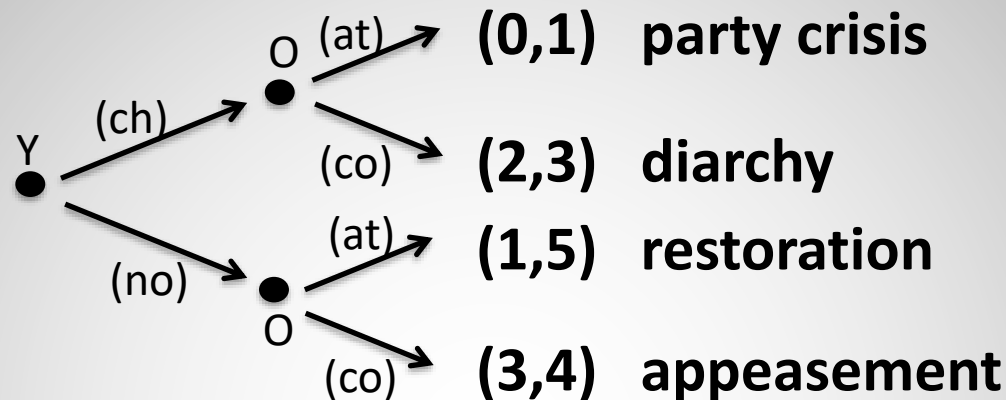 O (at) (0,1) party crisis
(ch)
Y
(co) (2,3) diarchy
(at) (1,5) restoration
(no)
O
(co) (3,4) appeasement